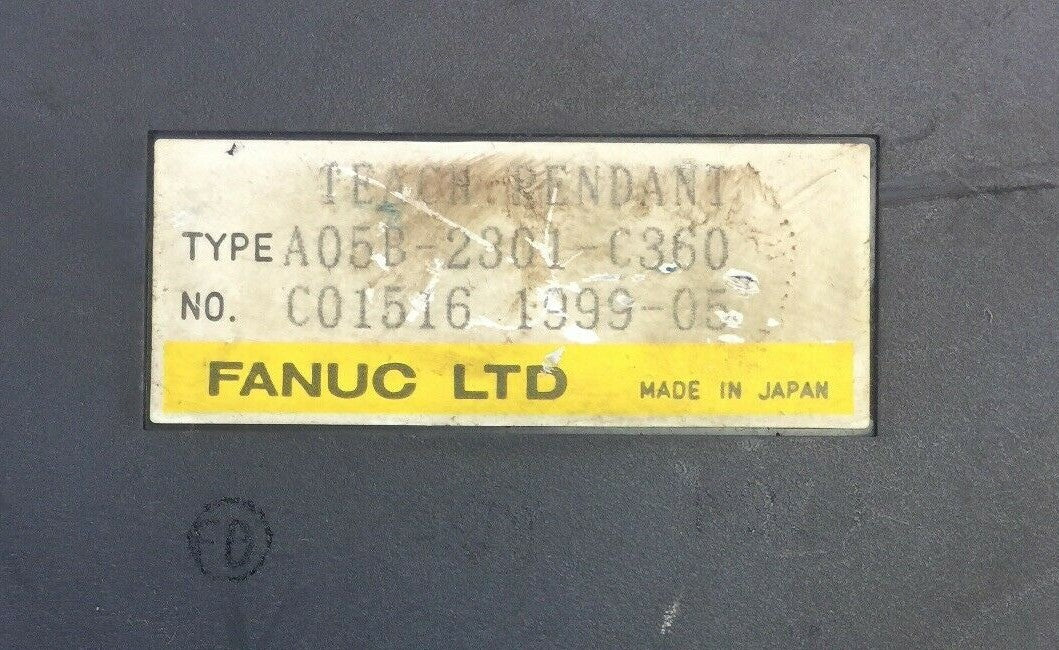 TEACH PENDANT
TYPE A05B-2301-C360
NO. C01516 1999-05
FANUC LTD MADE IN JAPAN